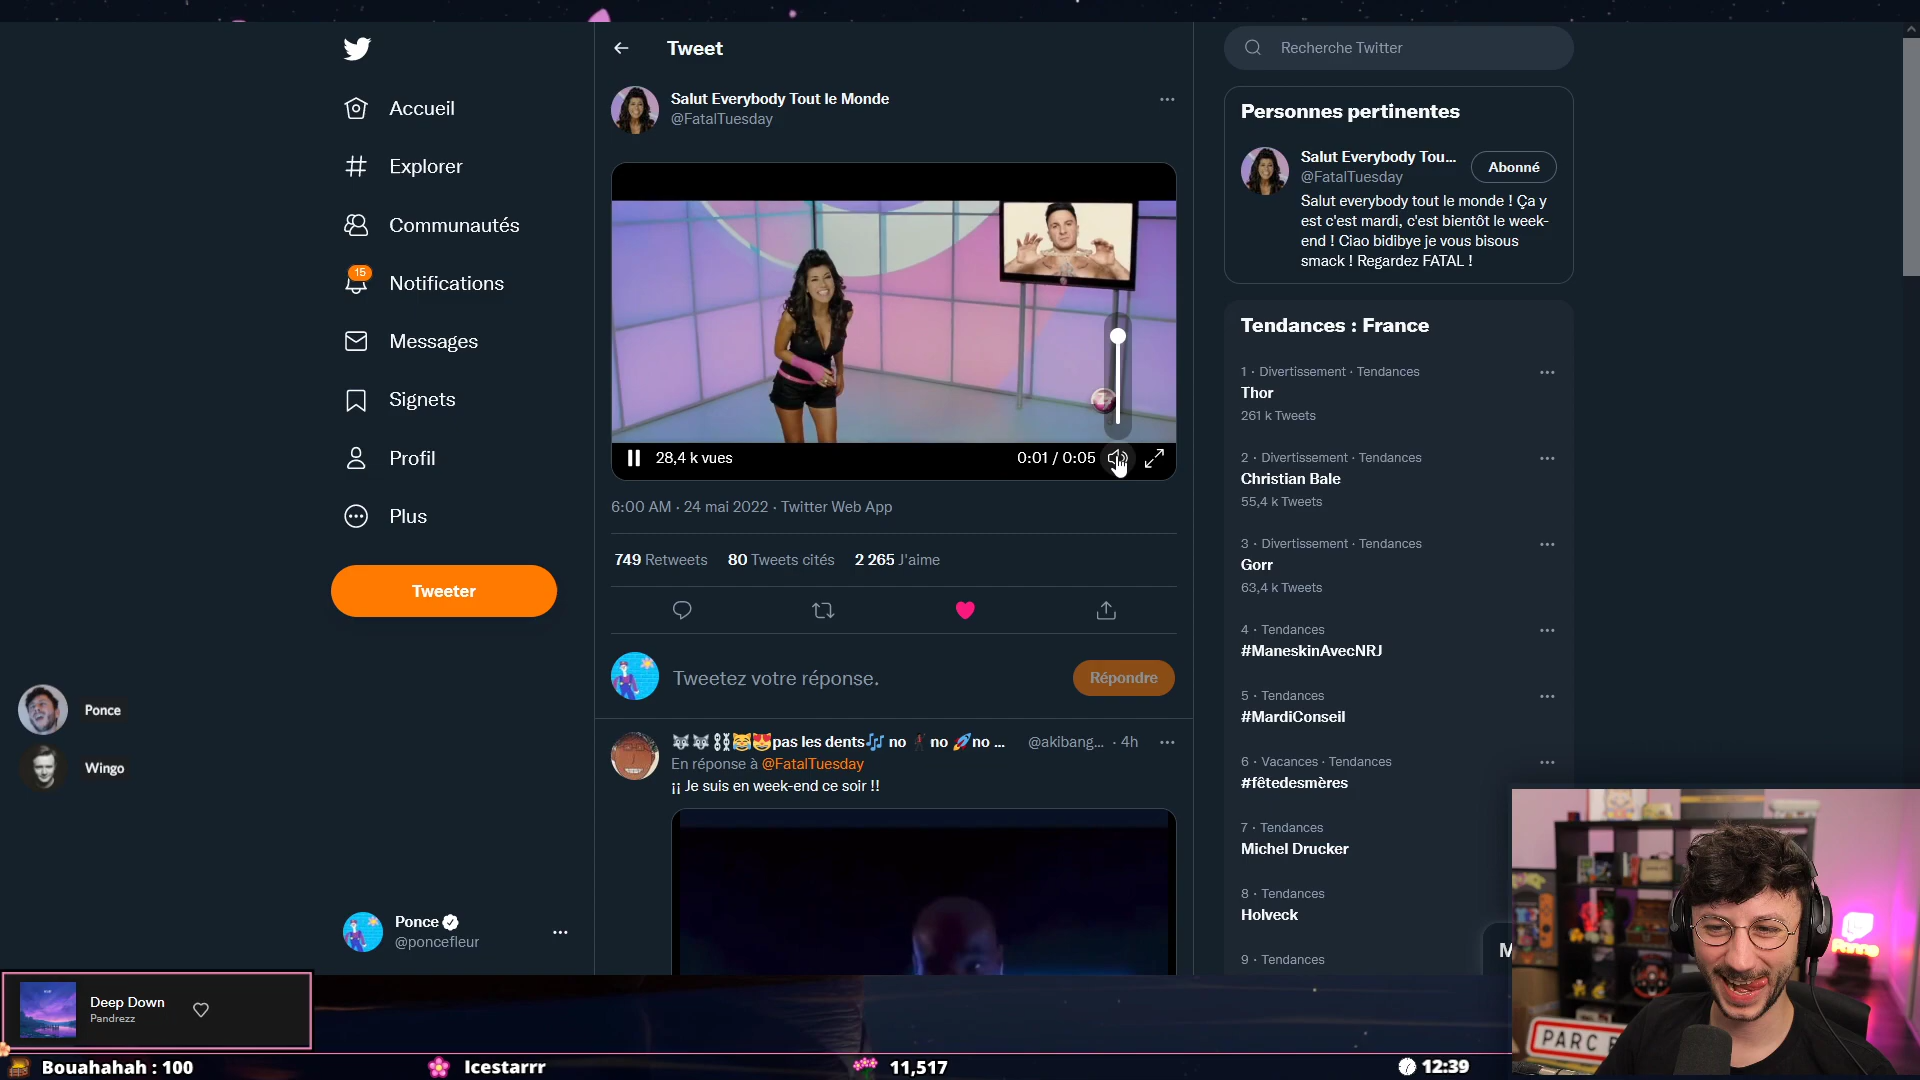 Accueil
Explorer
Communautés
15
Notifications
Messages
Signets
Profil
Plus
Tweeter
Ponce
Wingo
Ponce
@poncefleur
Tweet
Salut Everybody Tout le Monde
@FatalTuesday
28,4 k vues
0:01 / 0:05
6:00 AM · 24 mai 2022 · Twitter Web App
749 Retweets 80 Tweets cités 2 265 J'aime
Tweetez votre réponse.
Répondre
🐺🐺⛓️😹😻pas les dents🎶 no 🕴no 🚀no ... @akibang... · 4h
En réponse à @FatalTuesday
¡¡ Je suis en week-end ce soir !!
Recherche Twitter
Personnes pertinentes
Salut Everybody Tou...
@FatalTuesday
Abonné
Salut everybody tout le monde ! Ça y
est c'est mardi, c'est bientôt le week-
end ! Ciao bidibye je vous bisous
smack ! Regardez FATAL !
Tendances : France
1 · Divertissement · Tendances
Thor
261 k Tweets
2 · Divertissement · Tendances
Christian Bale
55,4 k Tweets
3 · Divertissement · Tendances
Gorr
63,4 k Tweets
4 · Tendances
#ManeskinAvecNRJ
5 · Tendances
#MardiConseil
6 · Vacances · Tendances
#fêtedesmères
7 · Tendances
Michel Drucker
8 · Tendances
Holveck
9 · Tendances
M
Ponce
PARC
Deep Down
Pandrezz
Bouahahah : 100
Icestarrr
11,517
12:39